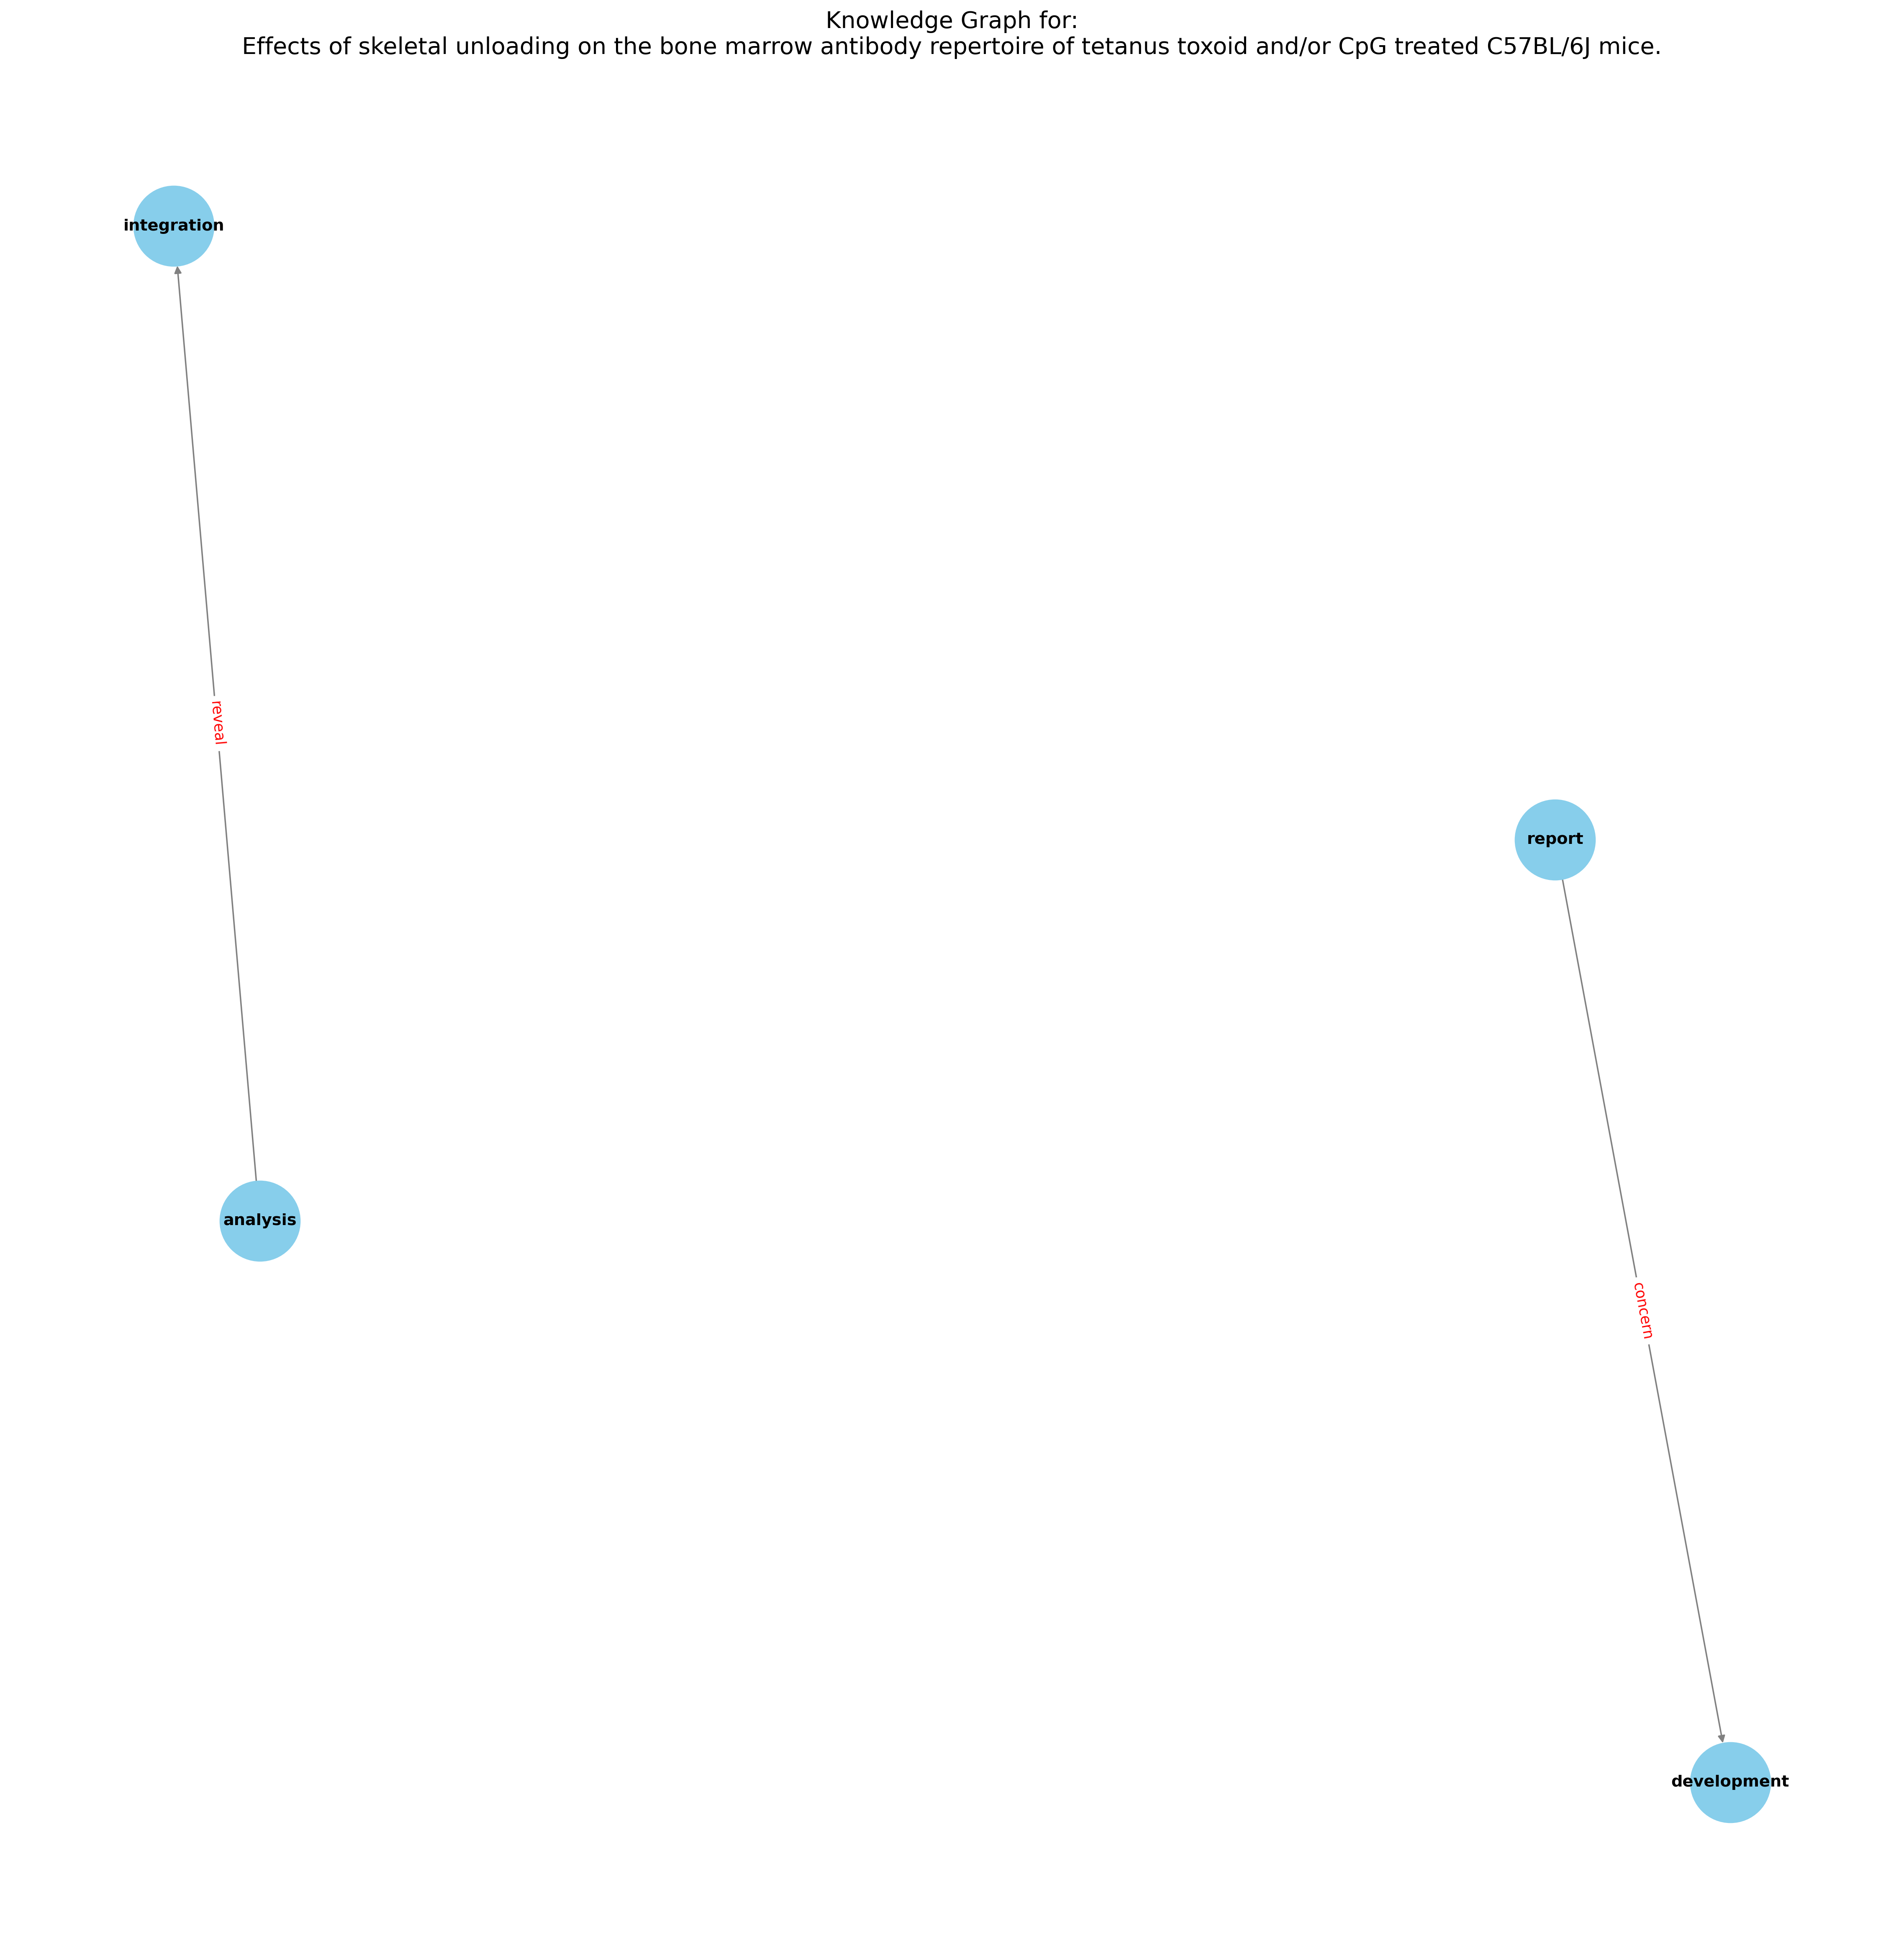 Knowledge Graph for:
Effects of skeletal unloading on the bone marrow antibody repertoire of tetanus toxoid and/or CpG treated C57BL/6J mice.
integration
reveal
report
analysis
concern
development